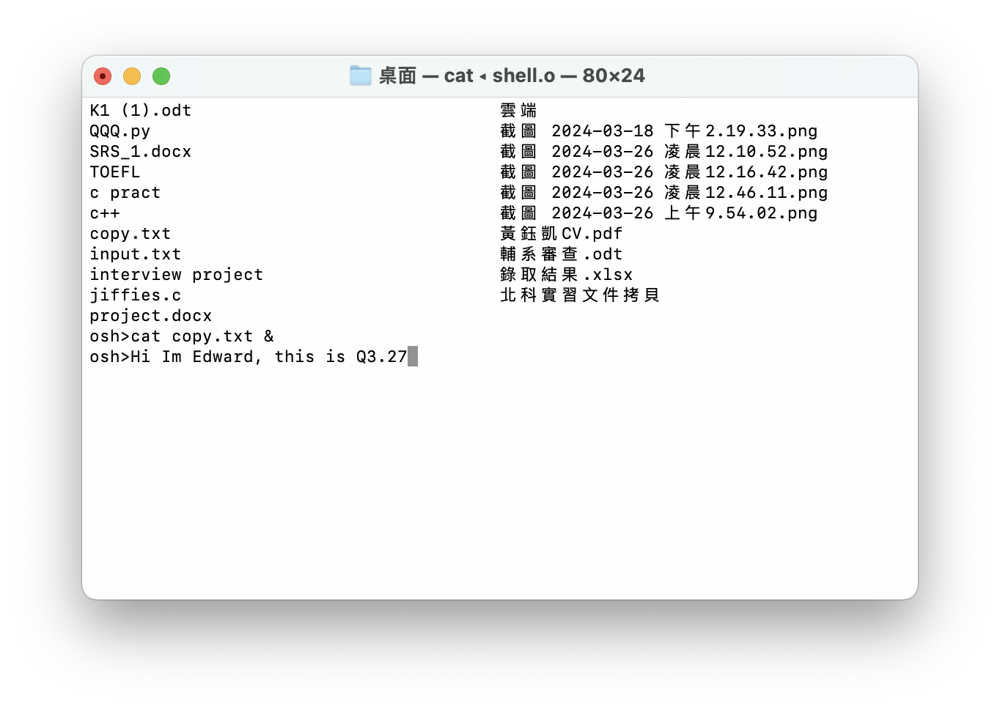 桌面 — cat ◂ shell.o — 80×24
K1 (1).odt 雲端
QQQ.py 截圖 2024-03-18 下午2.19.33.png
SRS_1.docx 截圖 2024-03-26 凌晨12.10.52.png
TOEFL 截圖 2024-03-26 凌晨12.16.42.png
c pract 截圖 2024-03-26 凌晨12.46.11.png
c++ 截圖 2024-03-26 上午9.54.02.png
copy.txt 黃鈺凱CV.pdf
input.txt 輔系審查.odt
interview project 錄取結果.xlsx
jiffies.c 北科實習文件拷貝
project.docx
osh>cat copy.txt &
osh>Hi Im Edward, this is Q3.27